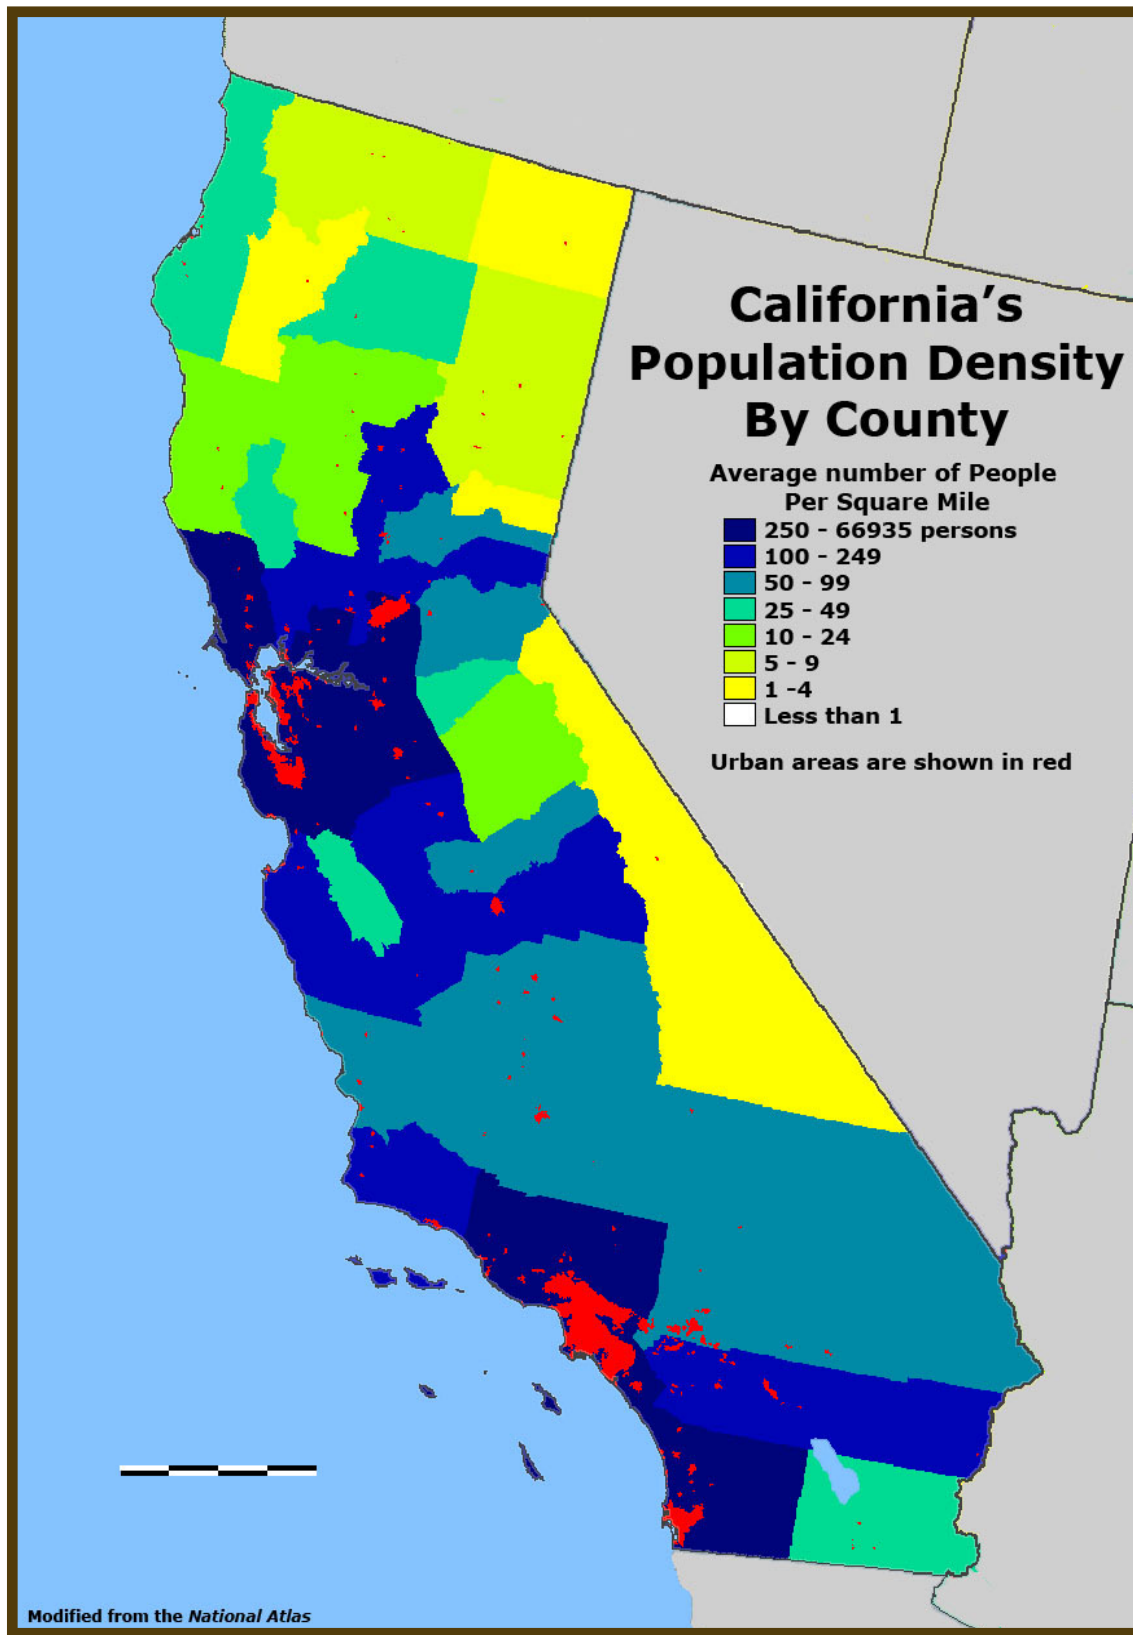 California’s
Population Density
By County
Average number of People
Per Square Mile
250 - 66935 persons
100 - 249
50 - 99
25 - 49
10 - 24
5 - 9
1 -4
Less than 1
Urban areas are shown in red
Modified from the National Atlas